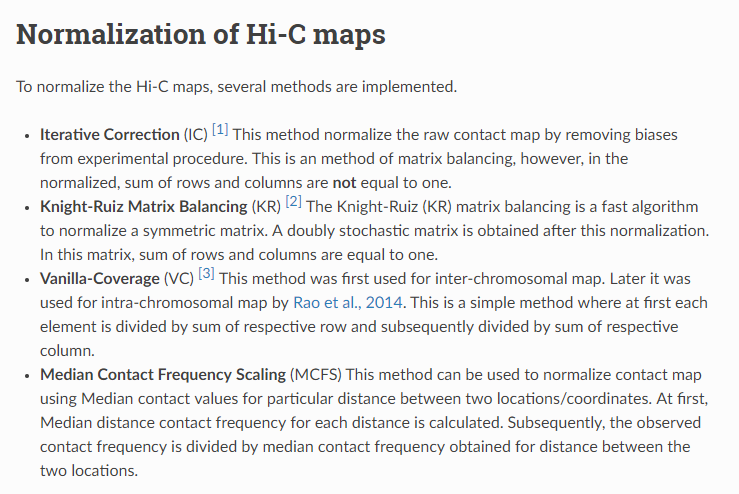 Normalization of Hi-C maps
To normalize the Hi-C maps, several methods are implemented.
• Iterative Correction (IC) [1] This method normalize the raw contact map by removing biases
from experimental procedure. This is an method of matrix balancing, however, in the
normalized, sum of rows and columns are not equal to one.
• Knight-Ruiz Matrix Balancing (KR) [2] The Knight-Ruiz (KR) matrix balancing is a fast algorithm
to normalize a symmetric matrix. A doubly stochastic matrix is obtained after this normalization.
In this matrix, sum of rows and columns are equal to one.
• Vanilla-Coverage (VC) [3] This method was first used for inter-chromosomal map. Later it was
used for intra-chromosomal map by Rao et al., 2014. This is a simple method where at first each
element is divided by sum of respective row and subsequently divided by sum of respective
column.
• Median Contact Frequency Scaling (MCFS) This method can be used to normalize contact map
using Median contact values for particular distance between two locations/coordinates. At first,
Median distance contact frequency for each distance is calculated. Subsequently, the observed
contact frequency is divided by median contact frequency obtained for distance between the
two locations.